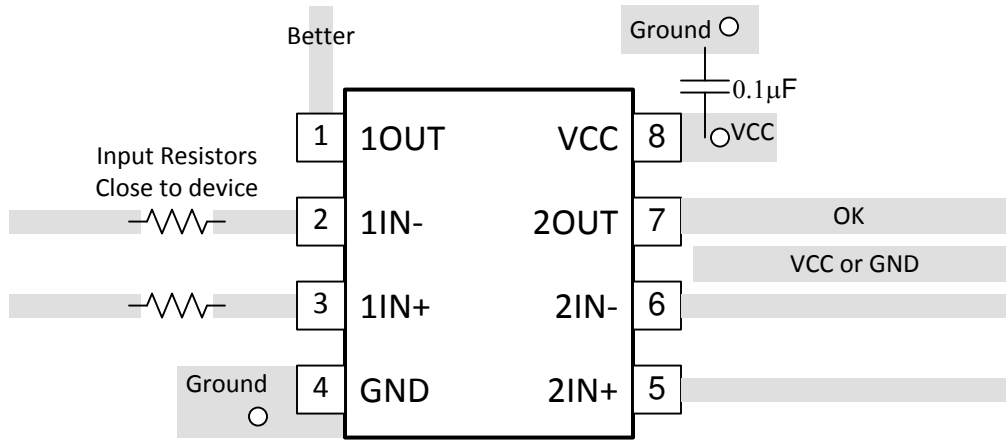 Better
Ground
0.1μF
1 1OUT VCC 8 VCC
Input Resistors
Close to device
2 1IN- 2OUT 7 OK
VCC or GND
3 1IN+ 2IN- 6
Ground
4 GND 2IN+ 5